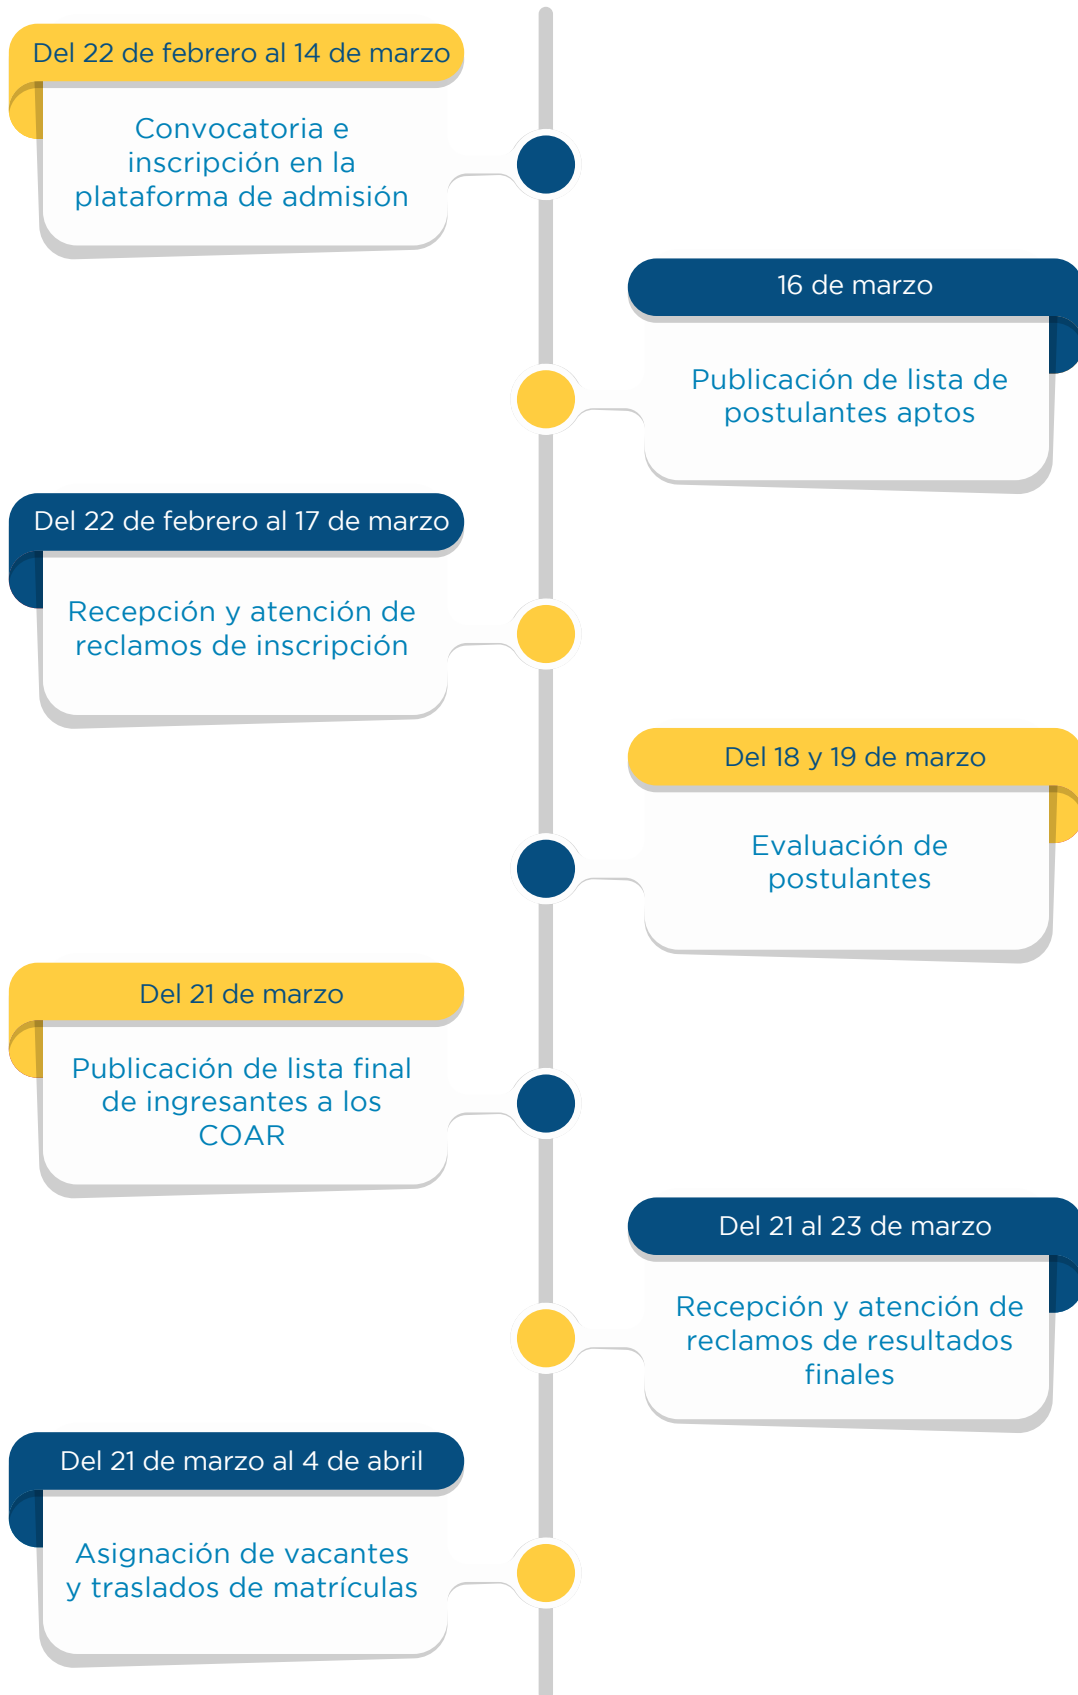 Del 22 de febrero al 14 de marzo
Convocatoria e
inscripción en la
plataforma de admisión
16 de marzo
Publicación de lista de
postulantes aptos
Del 22 de febrero al 17 de marzo
Recepción y atención de
reclamos de inscripción
Del 18 y 19 de marzo
Evaluación de
postulantes
Del 21 de marzo
Publicación de lista final
de ingresantes a los
COAR
Del 21 al 23 de marzo
Recepción y atención de
reclamos de resultados
finales
Del 21 de marzo al 4 de abril
Asignación de vacantes
y traslados de matrículas